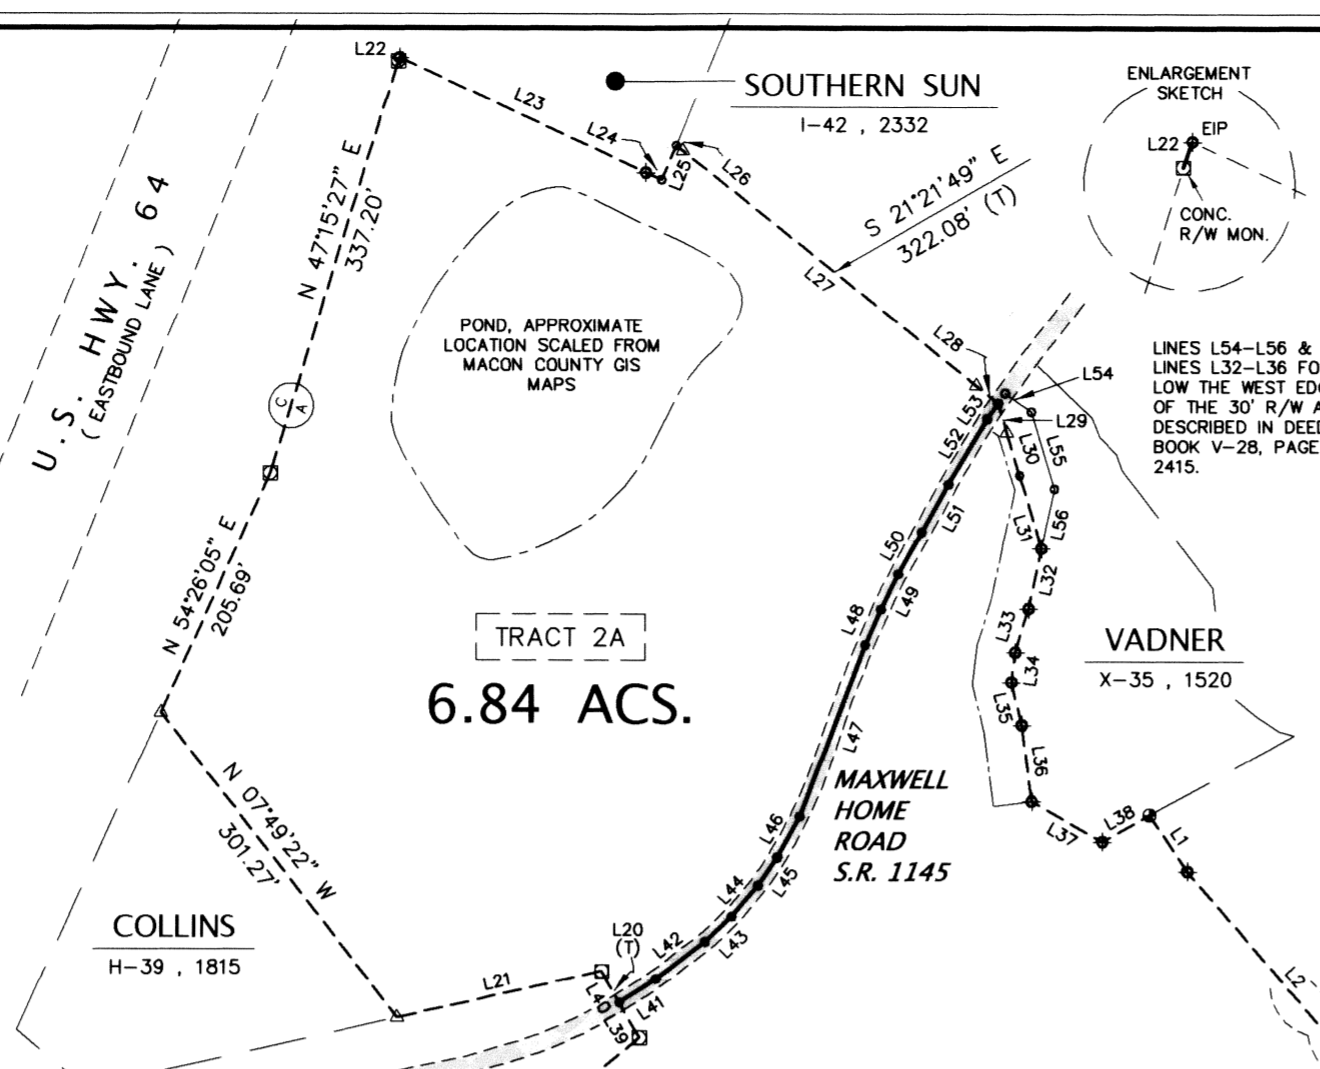 L22
L23
L24
L25
L26
SOUTHERN SUN
I-42 , 2332
ENLARGEMENT
SKETCH
EIP
L22
CONC.
R/W MON.
S 21°21'49" E
322.08' (T)
L27
N 47°15'27" E
337.20'
U.S. HWY. 64
( EASTBOUND LANE )
POND, APPROXIMATE
LOCATION SCALED FROM
MACON COUNTY GIS
MAPS
L28
L54
L29
LINES L54-L56 &
LINES L32-L36 FO
LOW THE WEST ED
OF THE 30' R/W A
DESCRIBED IN DEED
BOOK V-28, PAGE
2415.
C
A
L53
L52
L30
L55
L51
L31
L56
L50
L49
L32
L48
L33
L34
L35
L36
N 54°26'05" E
205.69'
TRACT 2A
6.84 ACS.
VADNER
X-35 , 1520
L47
MAXWELL
HOME
ROAD
S.R. 1145
L46
L45
L44
L43
L42
L37
L38
L1
L2
N 07°49'22" W
301.27'
COLLINS
H-39 , 1815
L20
(T)
L21
L40
L41
L39